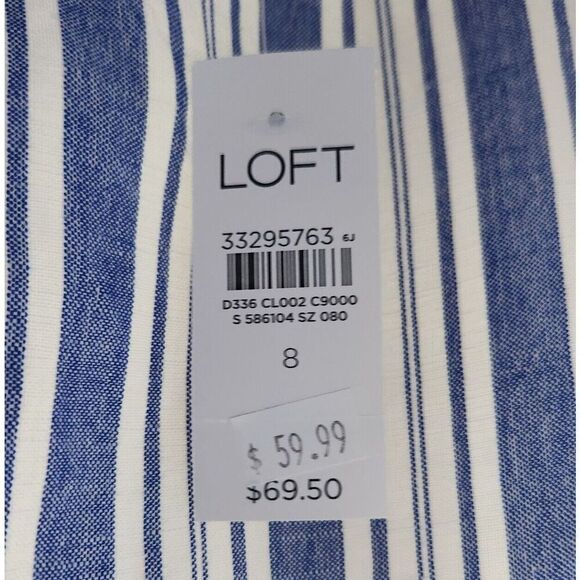 LOFT
33295763 6J
D336 CL002 C9000
S 586104 SZ 080
8
$ 59.99
$69.50